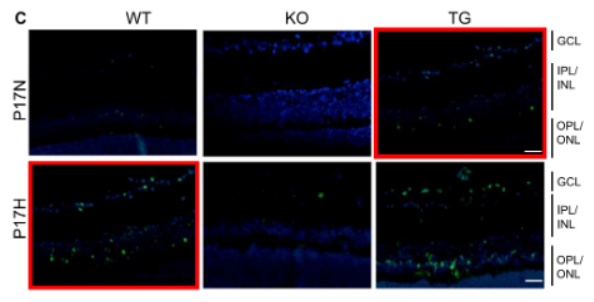 C WT KO TG
P17N
GCL
IPL/
INL
OPL/
ONL
P17H
GCL
IPL/
INL
OPL/
ONL